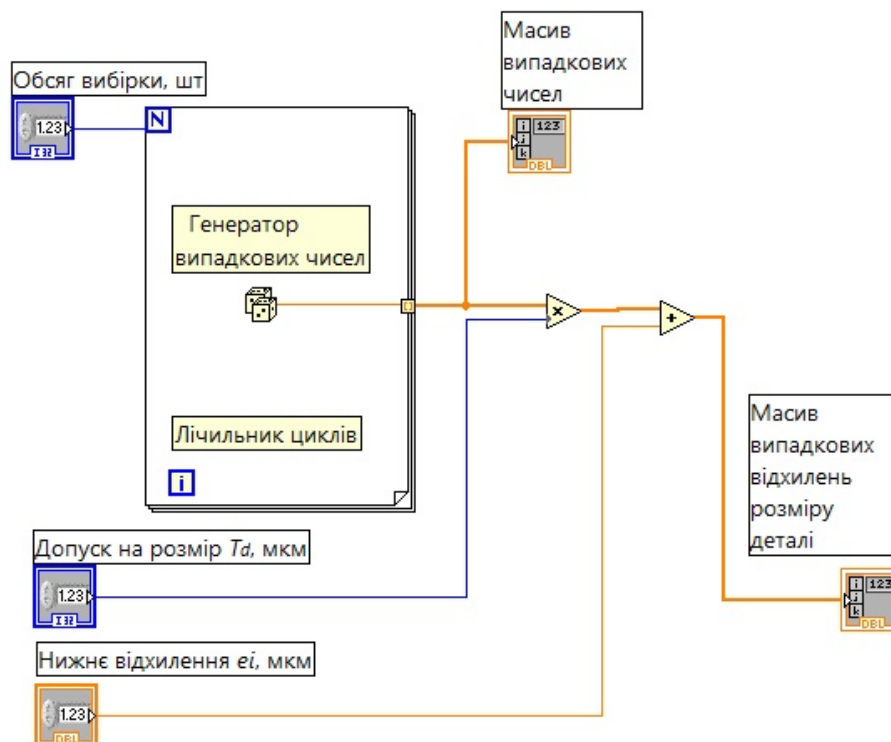 Масив
випадкових
чисел
Обсяг вибірки, шт
1.23
I32
N
i 123
j
k
DBL
Генератор
випадкових чисел
x
+
Лічильник циклів
i
Масив
випадкових
відхилень
розміру
деталі
Допуск на розмір Td, мкм
1.23
I32
i 123
j
k
DBL
Нижнє відхилення ei, мкм
1.23
DBL